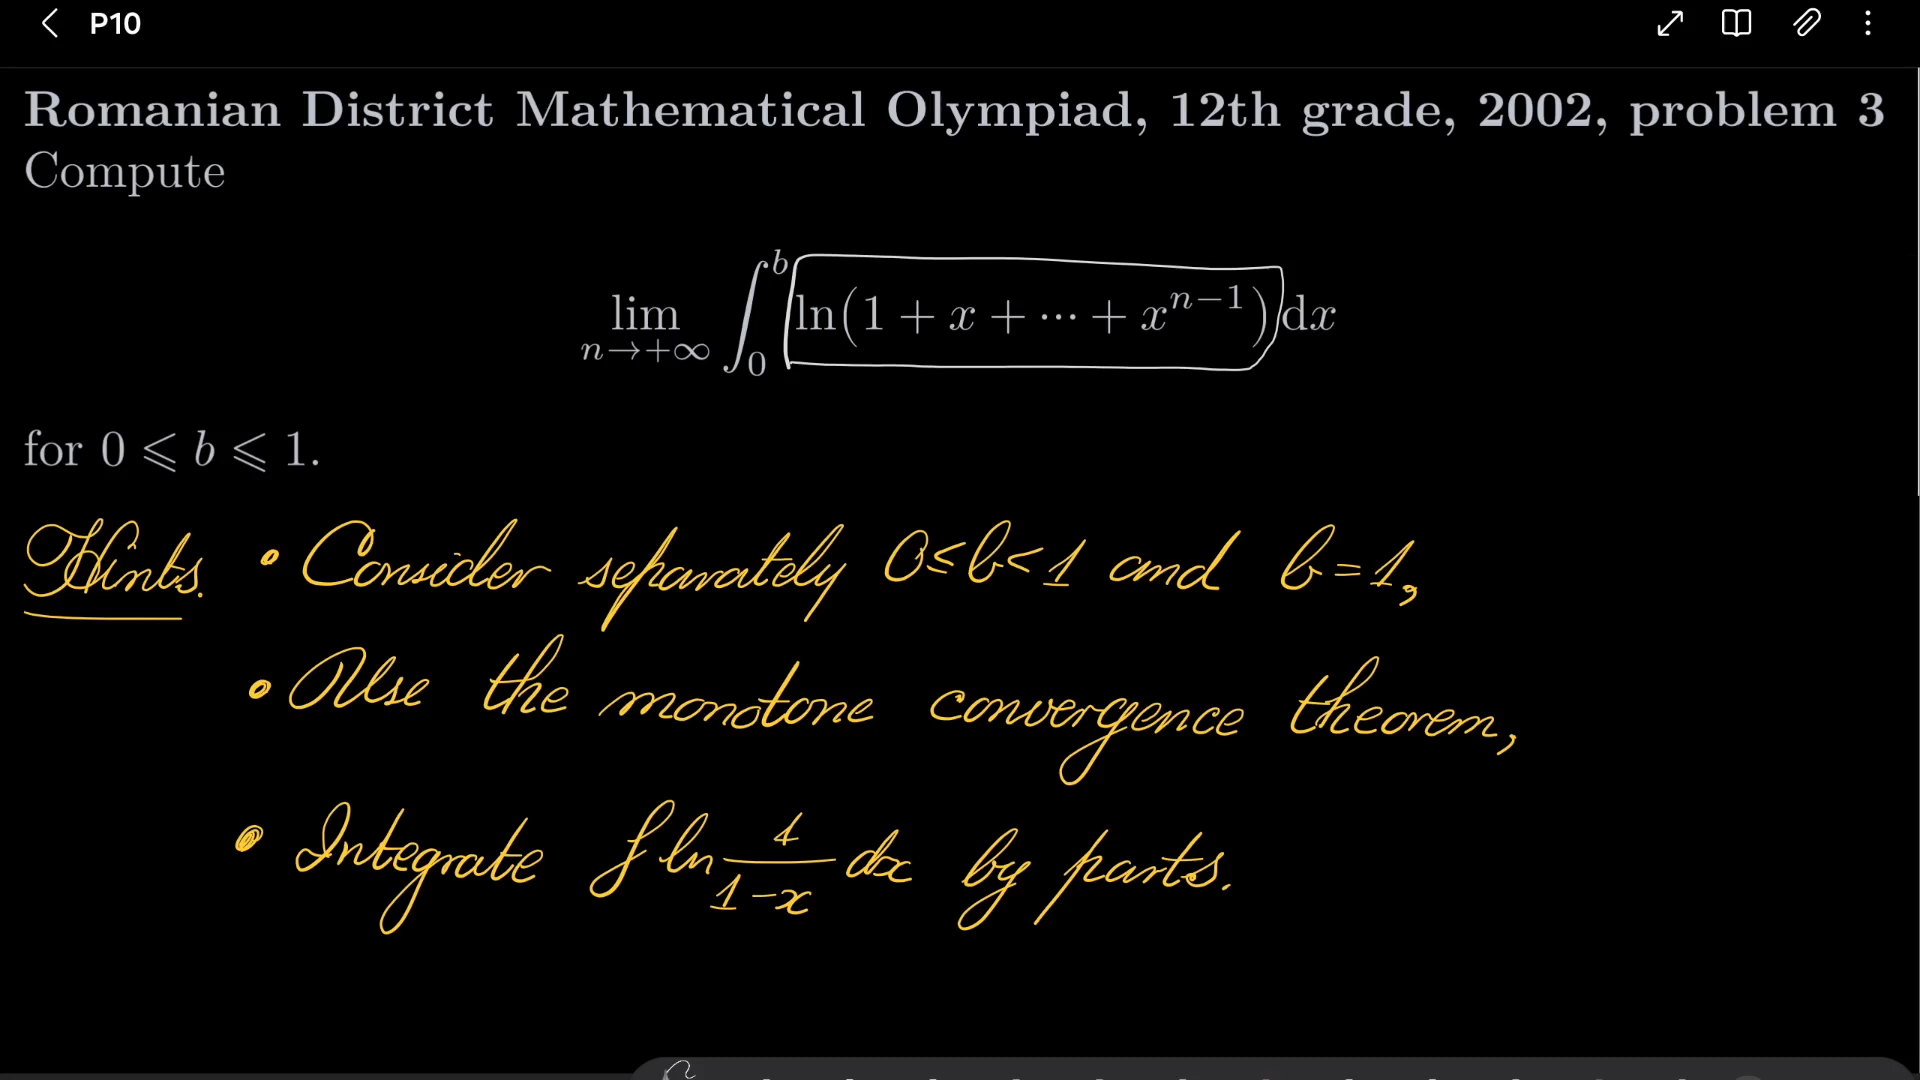 P10
Romanian District Mathematical Olympiad, 12th grade, 2002, problem 3
Compute
lim_{n→+∞} ∫_0^b ln(1 + x + ··· + x^{n−1}) dx
for 0 ⩽ b ⩽ 1.
Hints. • Consider separately 0≤b<1 and b=1,
• Use the monotone convergence theorem,
• Integrate ∫ ln \frac{1}{1-x} dx by parts.